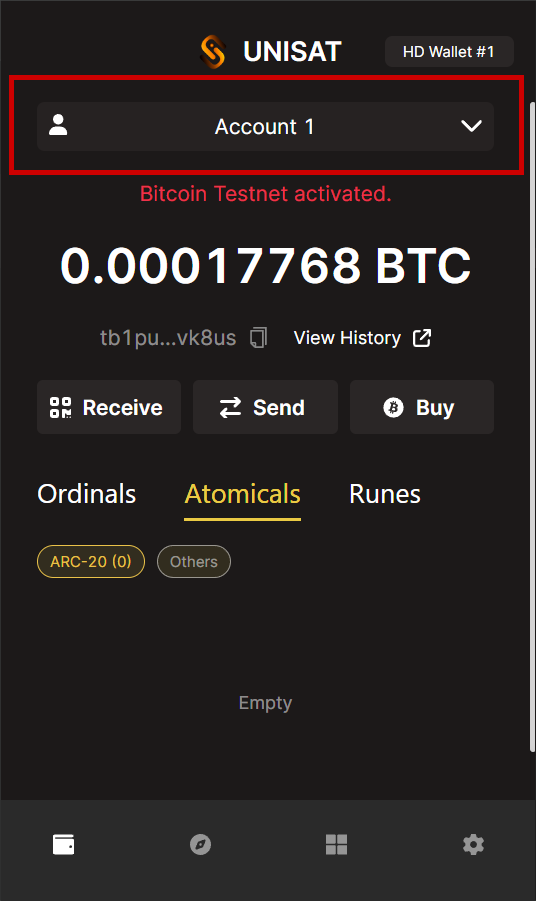 UNISAT
HD Wallet #1
Account 1
Bitcoin Testnet activated.
0.00017768 BTC
tb1pu...vk8us
View History
Receive
Send
Buy
Ordinals
Atomicals
Runes
ARC-20 (0)
Others
Empty